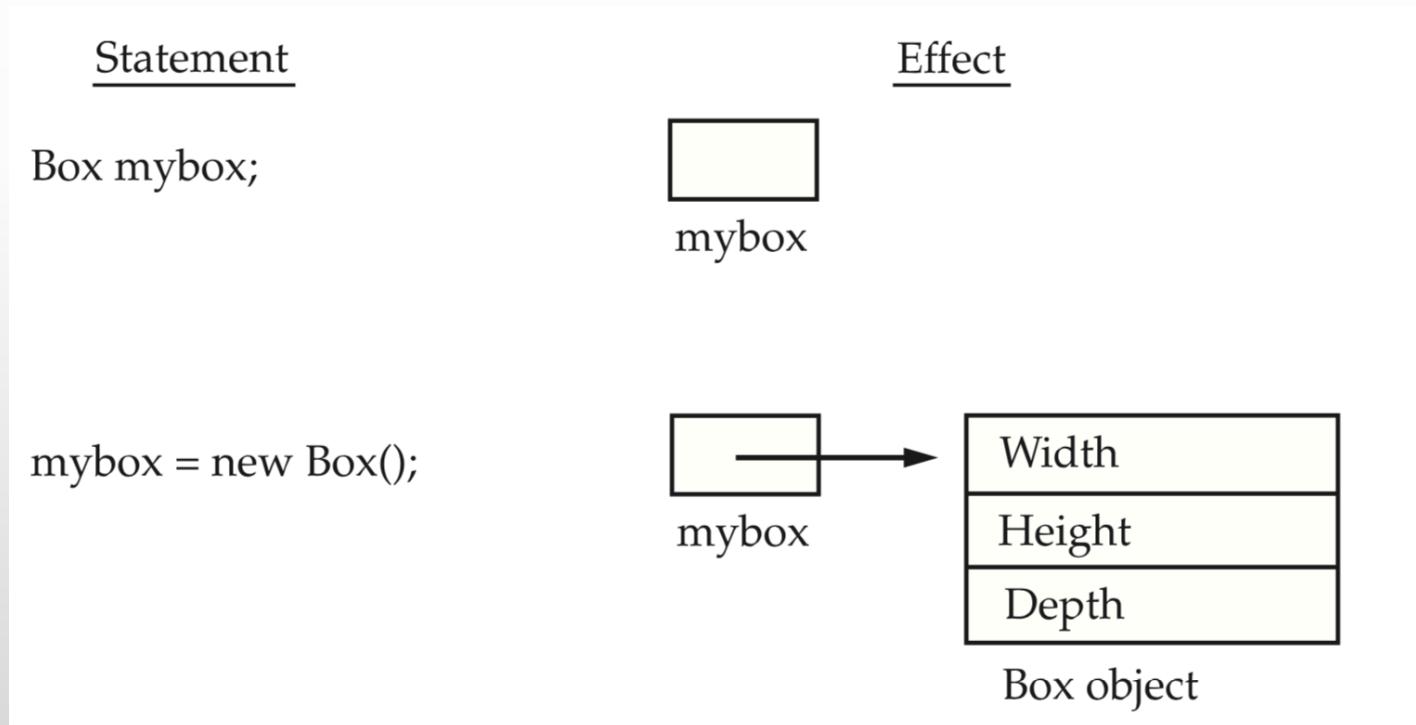 Statement
Effect
Box mybox;
mybox
mybox = new Box();
mybox
Width
Height
Depth
Box object